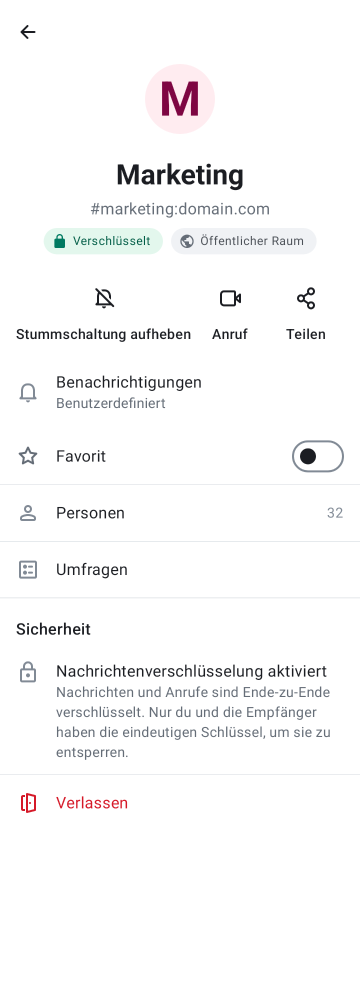 M
Marketing
#marketing:domain.com
Verschlüsselt
Öffentlicher Raum
Stummschaltung aufheben
Anruf
Teilen
Benachrichtigungen
Benutzerdefiniert
Favorit
Personen
32
Umfragen
Sicherheit
Nachrichtenverschlüsselung aktiviert
Nachrichten und Anrufe sind Ende-zu-Ende
verschlüsselt. Nur du und die Empfänger
haben die eindeutigen Schlüssel, um sie zu
entsperren.
Verlassen